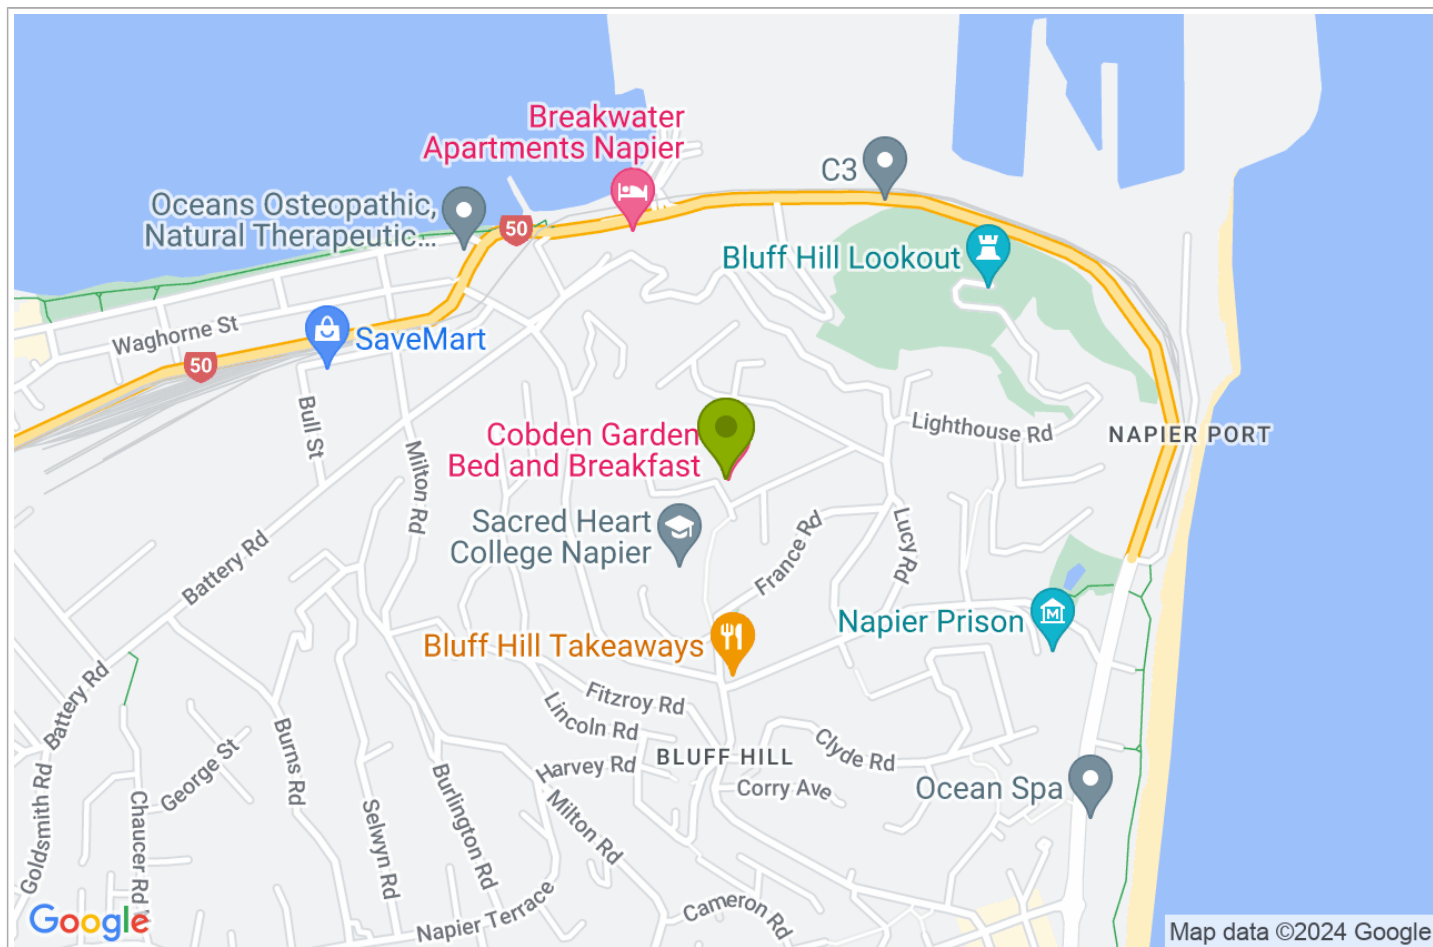 Breakwater
Apartments Napier
C3
Oceans Osteopathic,
Natural Therapeutic...
50
Bluff Hill Lookout
Waghorne St
SaveMart
50
Bull St
Milton Rd
Cobden Garden
Bed and Breakfast
Lighthouse Rd
NAPIER PORT
Sacred Heart
College Napier
Lucy Rd
France Rd
Battery Rd
Napier Prison
Bluff Hill Takeaways
Battery Rd
Fitzroy Rd
Lincoln Rd
BLUFF HILL
Clyde Rd
Harvey Rd
Corry Ave
Ocean Spa
George St
Burns Rd
Burlington Rd
Goldsmith Rd
Chaucer Rd N
Selwyn Rd
Milton Rd
Napier Terrace
Cameron Rd
Google
Map data ©2024 Google